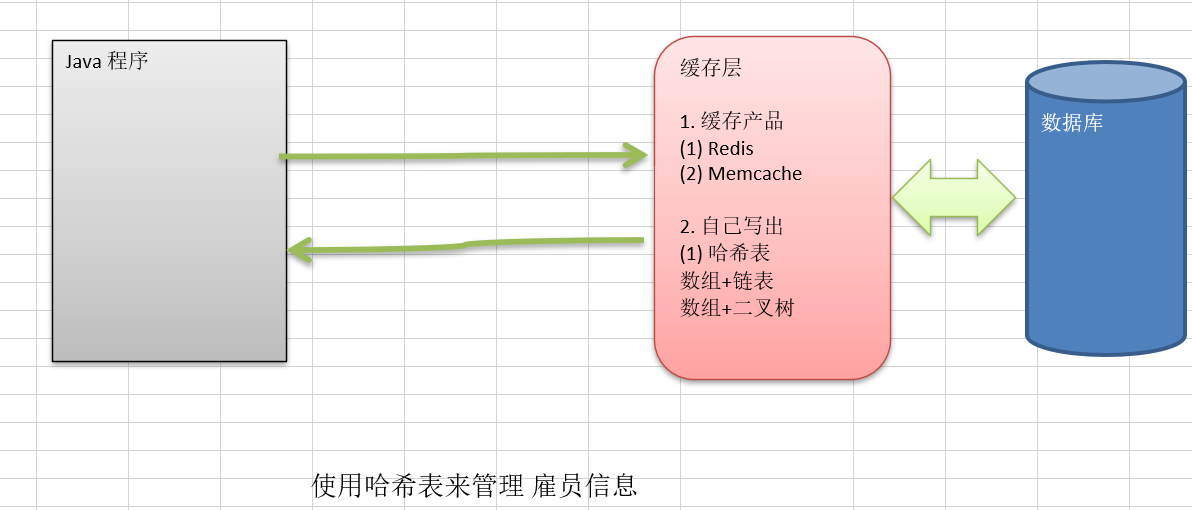 Java 程序
缓存层
1. 缓存产品
(1) Redis
(2) Memcache
2. 自己写出
(1) 哈希表
数组+链表
数组+二叉树
数据库
使用哈希表来管理 雇员信息